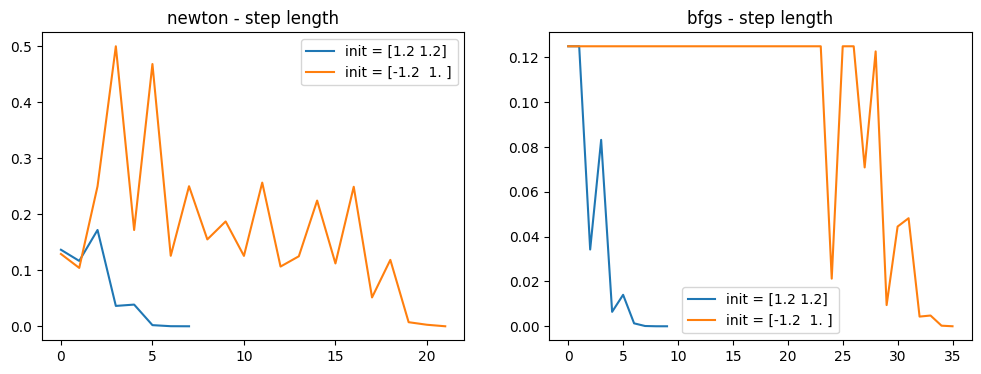 newton - step length
0.5
0.4
0.3
0.2
0.1
0.0
0 5 10 15 20
init = [1.2 1.2]
init = [-1.2  1. ]
bfgs - step length
0.12
0.10
0.08
0.06
0.04
0.02
0.00
0 5 10 15 20 25 30 35
init = [1.2 1.2]
init = [-1.2  1. ]